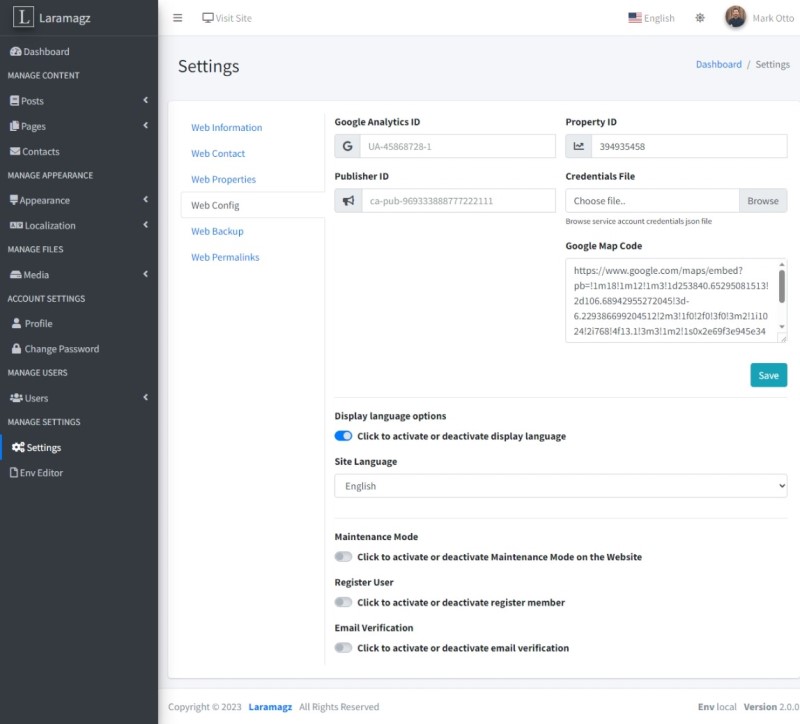 L Laramagz
Visit Site
English
Mark Otto
Dashboard
MANAGE CONTENT
Posts
Pages
Contacts
MANAGE APPEARANCE
Appearance
Localization
MANAGE FILES
Media
ACCOUNT SETTINGS
Profile
Change Password
MANAGE USERS
Users
MANAGE SETTINGS
Settings
Env Editor
Settings
Dashboard / Settings
Web Information
Web Contact
Web Properties
Web Config
Web Backup
Web Permalinks
Google Analytics ID
G UA-45868728-1
Property ID
394935458
Publisher ID
ca-pub-969333888777222111
Credentials File
Choose file.. Browse
Browse service account credentials json file
Google Map Code
https://www.google.com/maps/embed?
pb=!1m18!1m12!1m3!1d253840.65295081513!
2d106.68942955272045!3d-
6.229386699204512!2m3!1f0!2f0!3f0!3m2!1i10
24!2i768!4f13.1!3m3!1m2!1s0x2e69f3e945e34
Save
Display language options
Click to activate or deactivate display language
Site Language
English
Maintenance Mode
Click to activate or deactivate Maintenance Mode on the Website
Register User
Click to activate or deactivate register member
Email Verification
Click to activate or deactivate email verification
Copyright © 2023 Laramagz All Rights Reserved
Env local Version 2.0.0